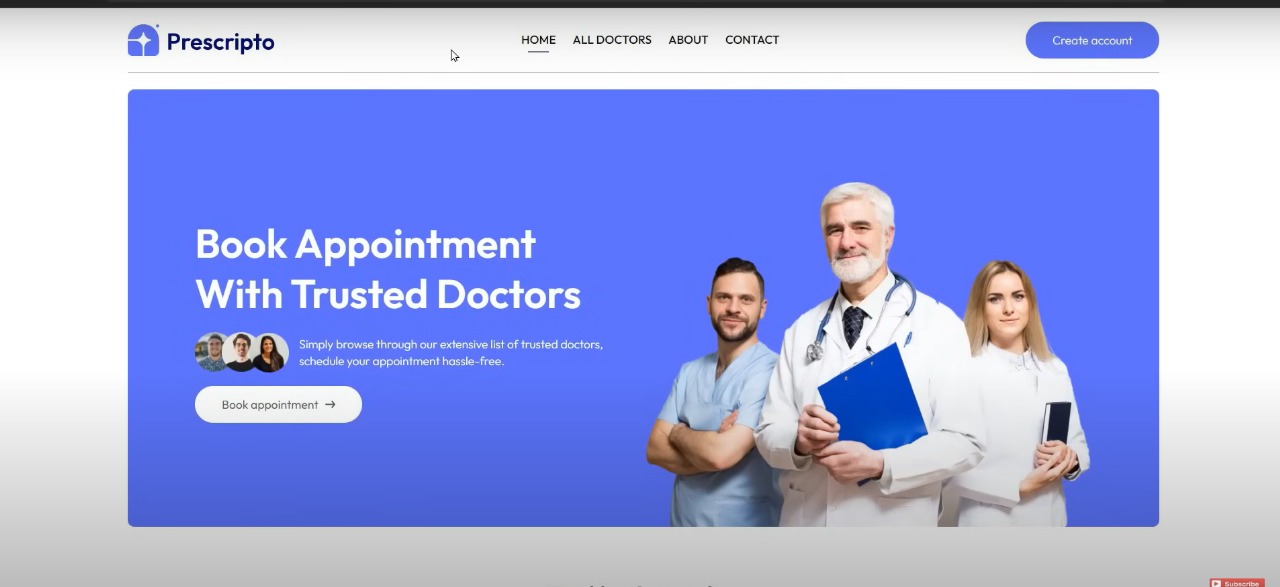 Prescripto
HOME ALL DOCTORS ABOUT CONTACT
Create account
Book Appointment
With Trusted Doctors
Simply browse through our extensive list of trusted doctors,
schedule your appointment hassle-free.
Book appointment →
Subscribe